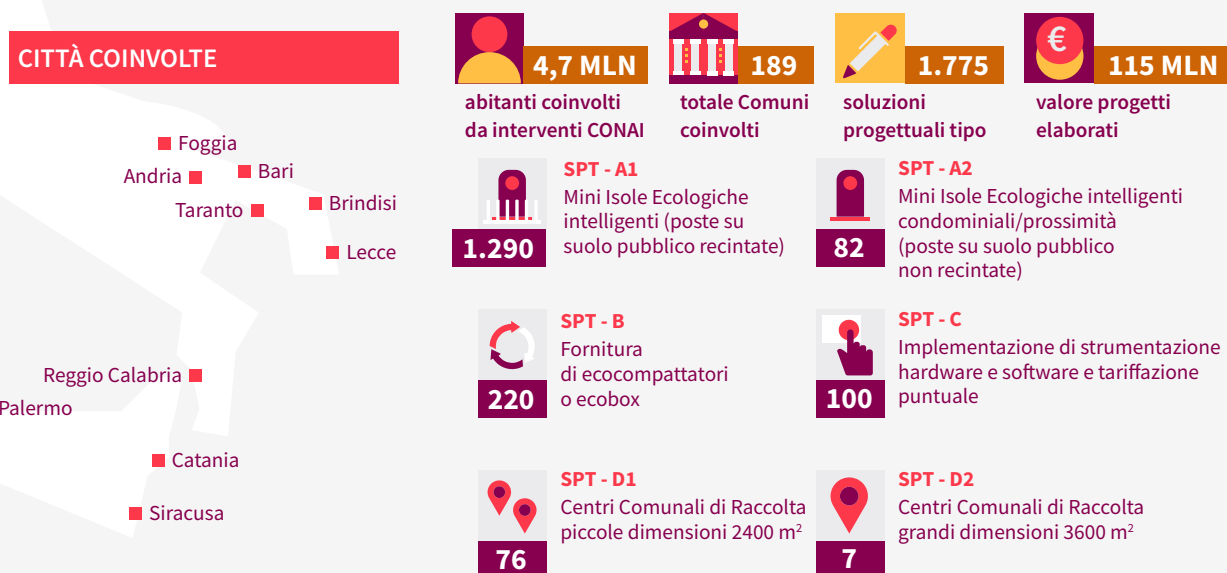 CITTÀ COINVOLTE
Foggia
Andria
Bari
Taranto
Brindisi
Lecce
Reggio Calabria
Palermo
Catania
Siracusa
4,7 MLN
abitanti coinvolti
da interventi CONAI
189
totale Comuni
coinvolti
1.775
soluzioni
progettuali tipo
€
115 MLN
valore progetti
elaborati
SPT - A1
Mini Isole Ecologiche
intelligenti (poste su
suolo pubblico recintate)
1.290
SPT - A2
Mini Isole Ecologiche intelligenti
condominiali/prossimità
(poste su suolo pubblico
non recintate)
82
SPT - B
Fornitura
di ecocompattatori
o ecobox
220
SPT - C
Implementazione di strumentazione
hardware e software e tariffazione
puntuale
100
SPT - D1
Centri Comunali di Raccolta
piccole dimensioni 2400 m²
76
SPT - D2
Centri Comunali di Raccolta
grandi dimensioni 3600 m²
7